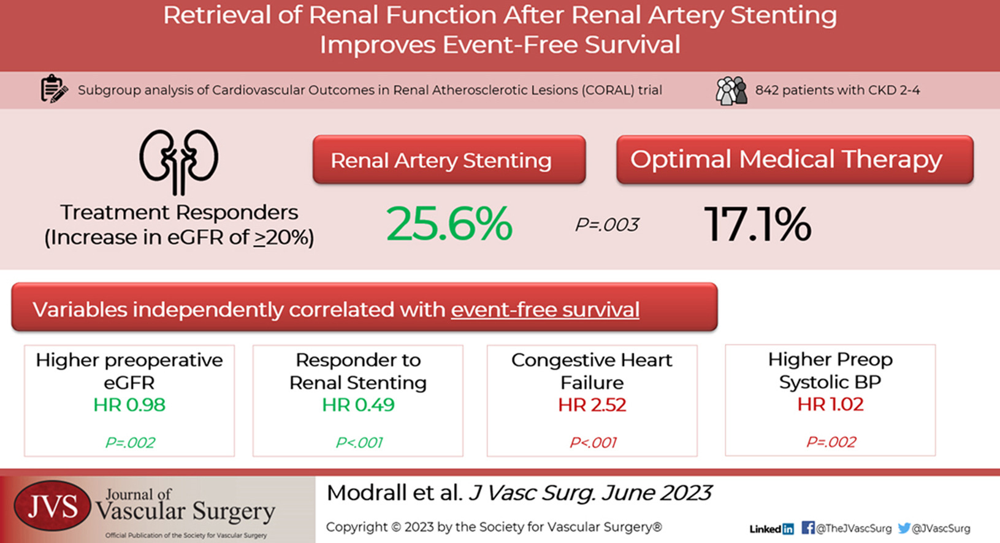 Retrieval of Renal Function After Renal Artery Stenting
Improves Event-Free Survival
Subgroup analysis of Cardiovascular Outcomes in Renal Atherosclerotic Lesions (CORAL) trial
842 patients with CKD 2-4
Renal Artery Stenting
Optimal Medical Therapy
Treatment Responders
(Increase in eGFR of ≥20%)
25.6%
P=.003
17.1%
Variables independently correlated with event-free survival
Higher preoperative
eGFR
HR 0.98
P=.002
Responder to
Renal Stenting
HR 0.49
P<.001
Congestive Heart
Failure
HR 2.52
P<.001
Higher Preop
Systolic BP
HR 1.02
P=.002
JVS
Journal of
Vascular Surgery
Official Publication of the Society for Vascular Surgery
Modrall et al. J Vasc Surg. June 2023
Copyright © 2023 by the Society for Vascular Surgery®
Linked in
@TheJVascSurg
@JVascSurg